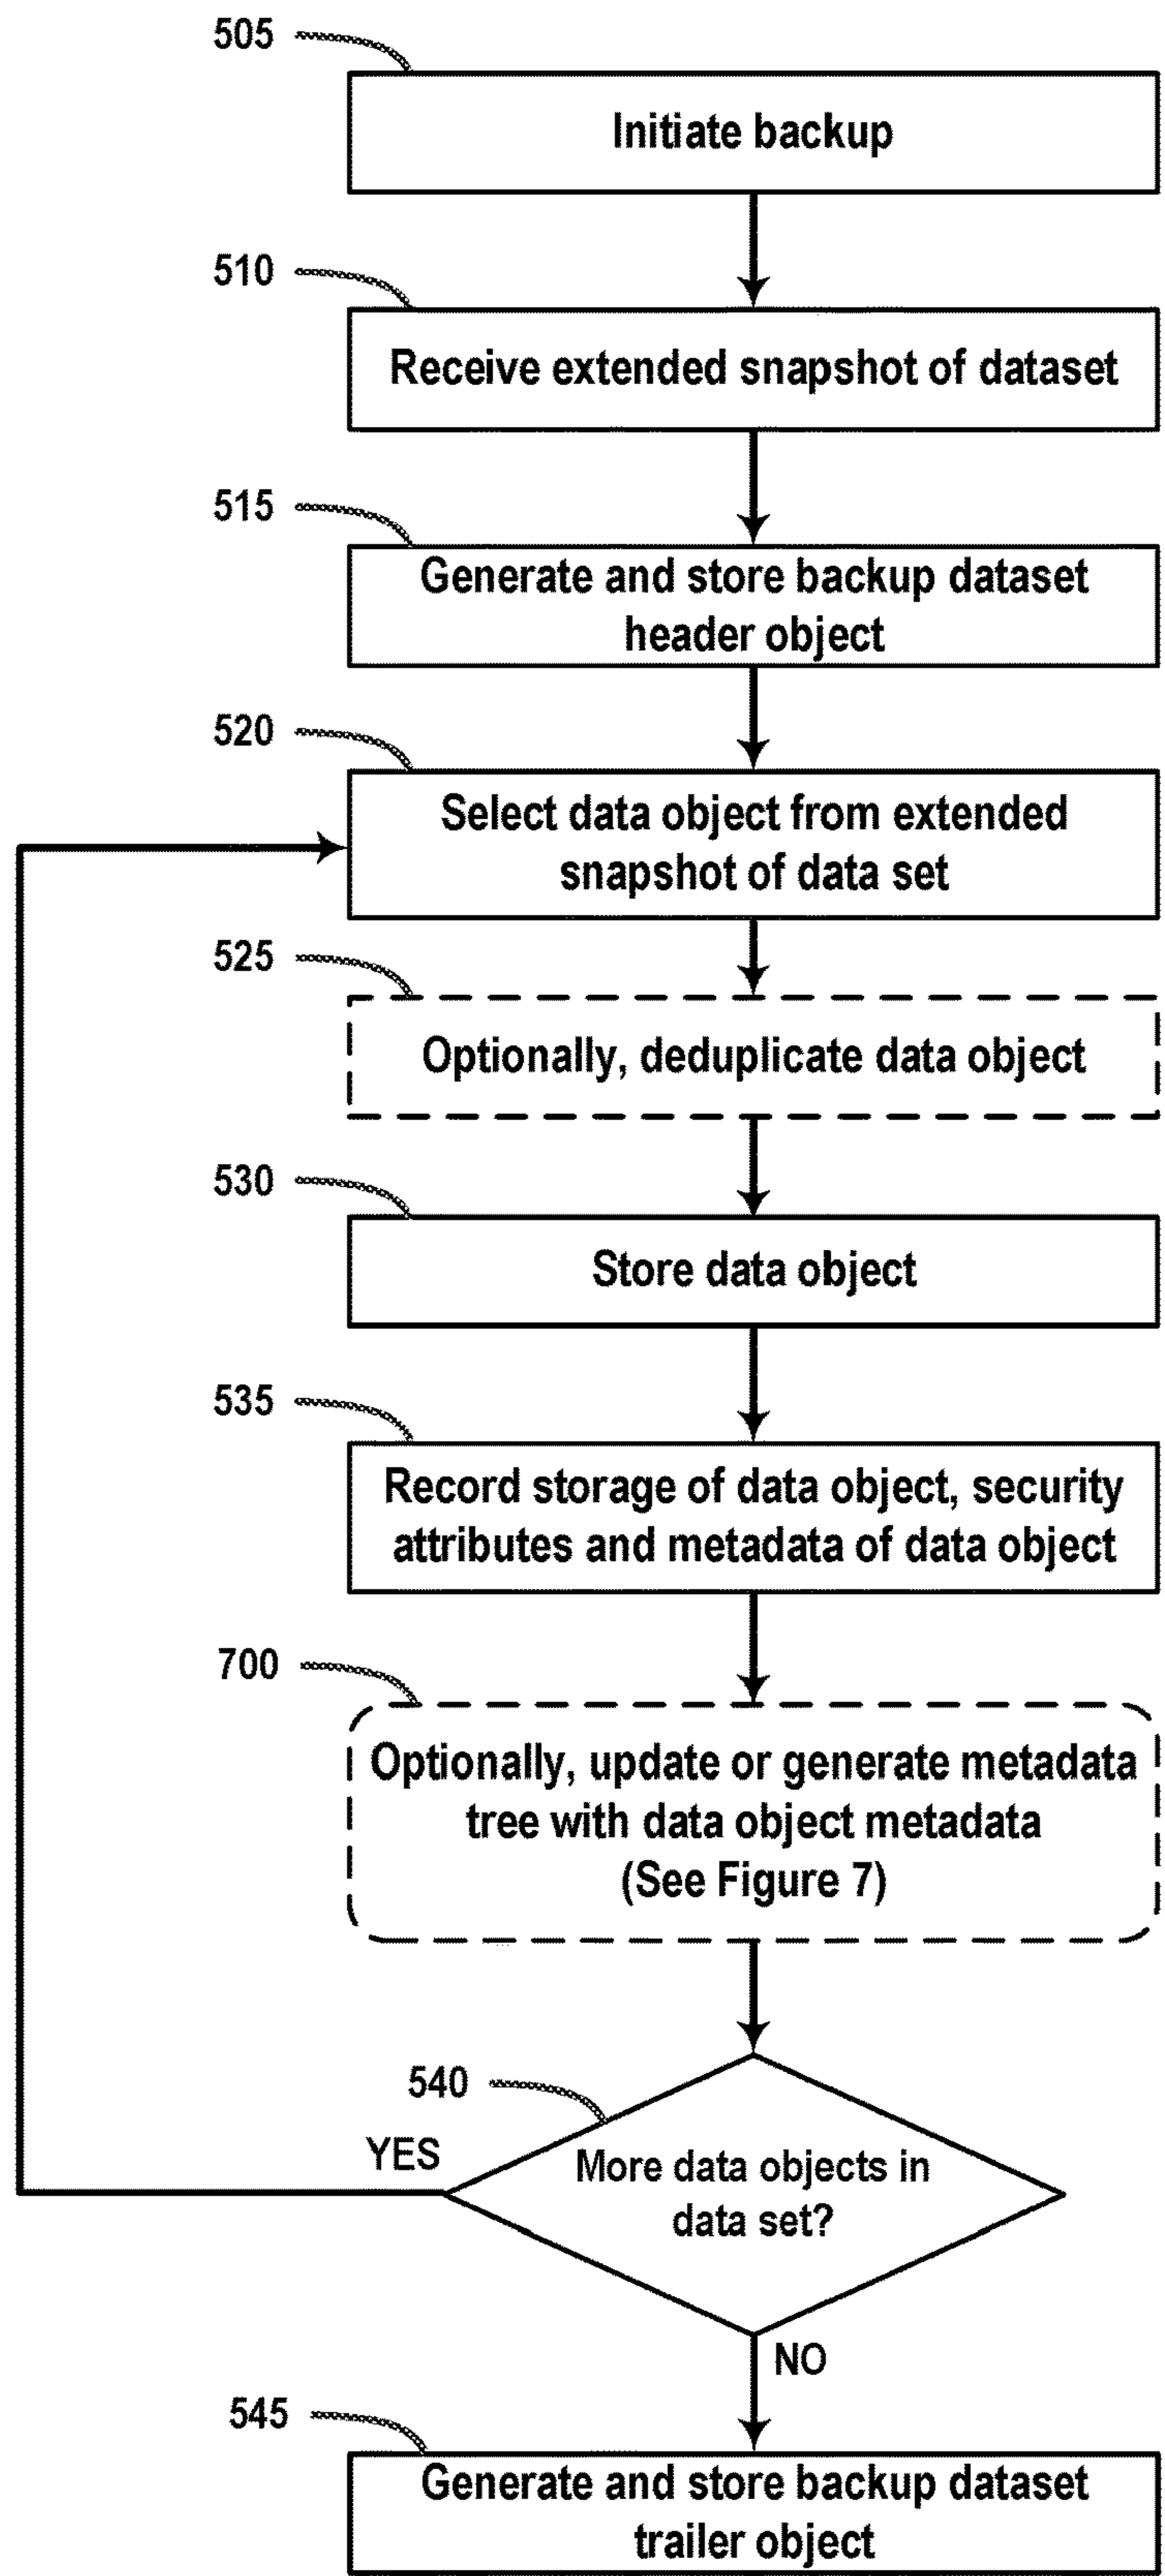 505
Initiate backup
510
Receive extended snapshot of dataset
515
Generate and store backup dataset
header object
520
Select data object from extended
snapshot of data set
525
Optionally, deduplicate data object
530
Store data object
535
Record storage of data object, security
attributes and metadata of data object
700
Optionally, update or generate metadata
tree with data object metadata
(See Figure 7)
540
YES
More data objects in
data set?
NO
545
Generate and store backup dataset
trailer object